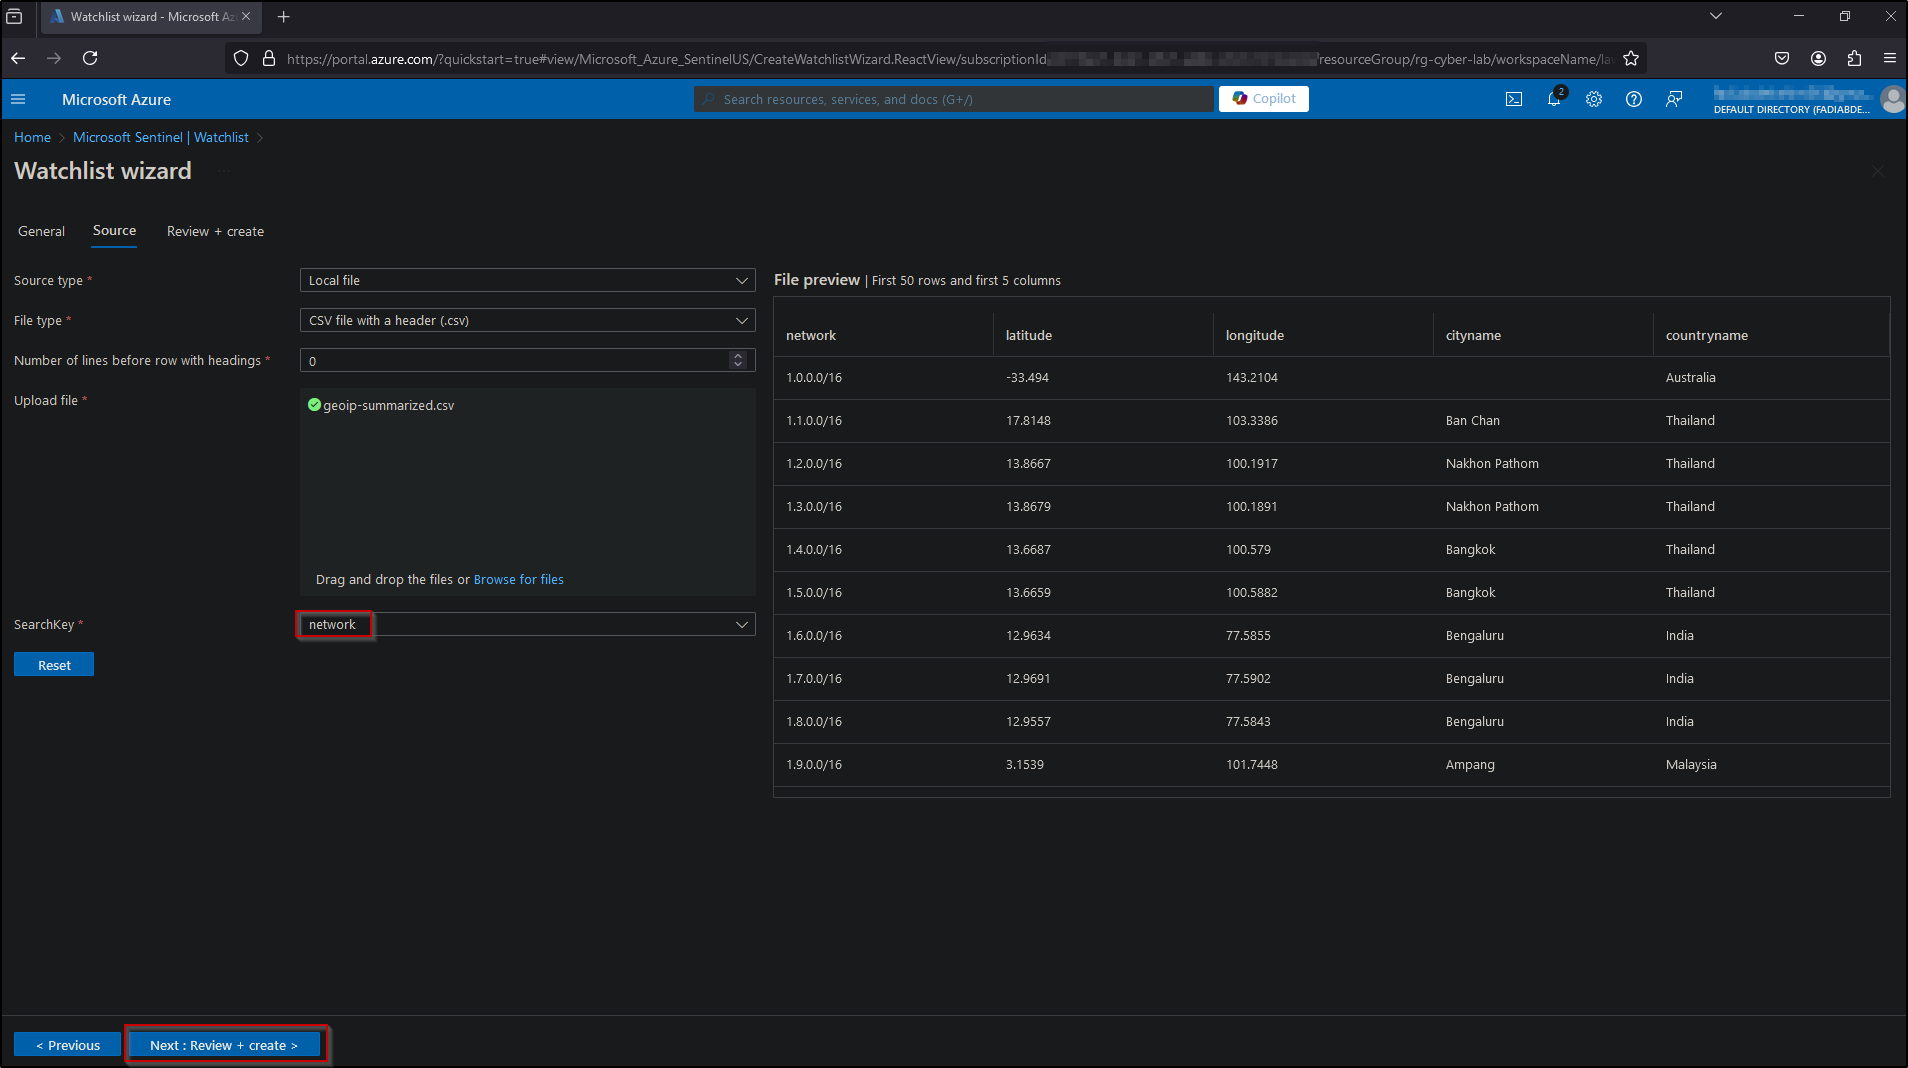 Watchlist wizard - Microsoft Az
https://portal.azure.com/?quickstart=true#view/Microsoft_Azure_SentinelUS/CreateWatchlistWizard.ReactView/subscriptionId /resourceGroup/rg-cyber-lab/workspaceName/la
Microsoft Azure
Search resources, services, and docs (G+/)
Copilot
2
DEFAULT DIRECTORY (FADIABDE...
Home > Microsoft Sentinel | Watchlist >
Watchlist wizard ...
General Source Review + create
Source type * Local file
File type * CSV file with a header (.csv)
Number of lines before row with headings * 0
Upload file * geoip-summarized.csv
Drag and drop the files or Browse for files
SearchKey * network
Reset
File preview | First 50 rows and first 5 columns
network latitude longitude cityname countryname
1.0.0.0/16 -33.494 143.2104 Australia
1.1.0.0/16 17.8148 103.3386 Ban Chan Thailand
1.2.0.0/16 13.8667 100.1917 Nakhon Pathom Thailand
1.3.0.0/16 13.8679 100.1891 Nakhon Pathom Thailand
1.4.0.0/16 13.6687 100.579 Bangkok Thailand
1.5.0.0/16 13.6659 100.5882 Bangkok Thailand
1.6.0.0/16 12.9634 77.5855 Bengaluru India
1.7.0.0/16 12.9691 77.5902 Bengaluru India
1.8.0.0/16 12.9557 77.5843 Bengaluru India
1.9.0.0/16 3.1539 101.7448 Ampang Malaysia
< Previous Next : Review + create >